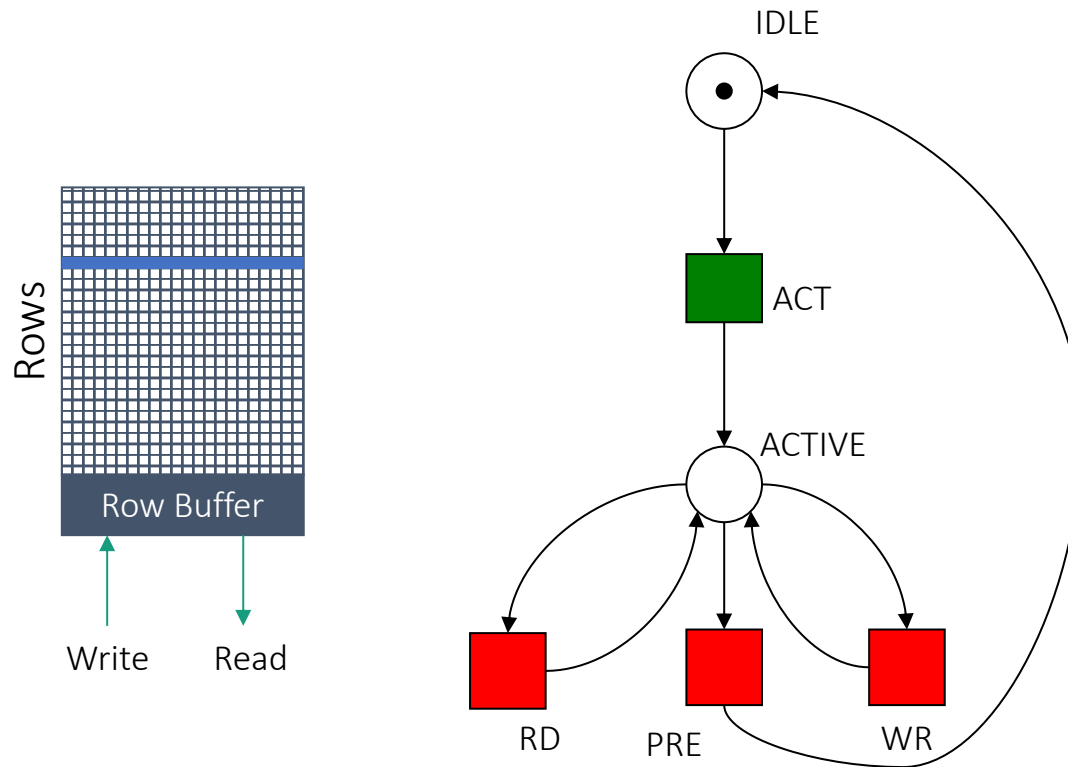 IDLE
Rows
ACT
ACTIVE
Row Buffer
Write
Read
RD
PRE
WR